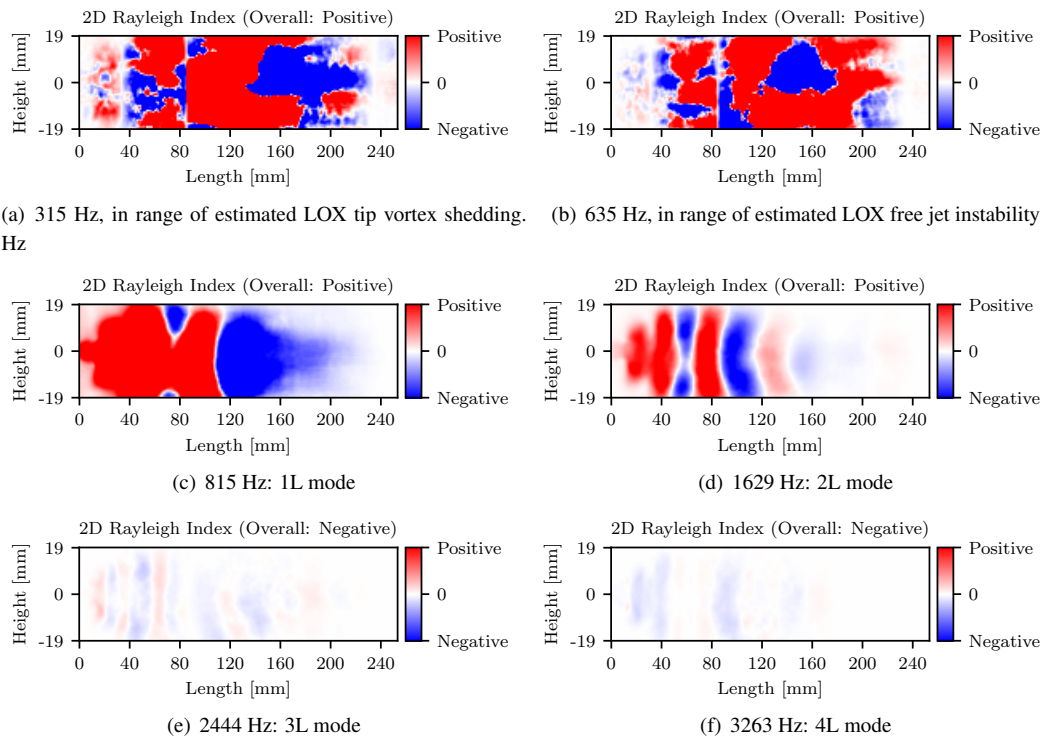 2D Rayleigh Index (Overall: Positive)
Height [mm]
19
0
-19
0 40 80 120 160 200 240
Length [mm]
Positive
0
Negative
(a) 315 Hz, in range of estimated LOX tip vortex shedding.
Hz
2D Rayleigh Index (Overall: Positive)
Height [mm]
19
0
-19
0 40 80 120 160 200 240
Length [mm]
Positive
0
Negative
(b) 635 Hz, in range of estimated LOX free jet instability
2D Rayleigh Index (Overall: Positive)
Height [mm]
19
0
-19
0 40 80 120 160 200 240
Length [mm]
Positive
0
Negative
(c) 815 Hz: 1L mode
2D Rayleigh Index (Overall: Positive)
Height [mm]
19
0
-19
0 40 80 120 160 200 240
Length [mm]
Positive
0
Negative
(d) 1629 Hz: 2L mode
2D Rayleigh Index (Overall: Negative)
Height [mm]
19
0
-19
0 40 80 120 160 200 240
Length [mm]
Positive
0
Negative
(e) 2444 Hz: 3L mode
2D Rayleigh Index (Overall: Negative)
Height [mm]
19
0
-19
0 40 80 120 160 200 240
Length [mm]
Positive
0
Negative
(f) 3263 Hz: 4L mode